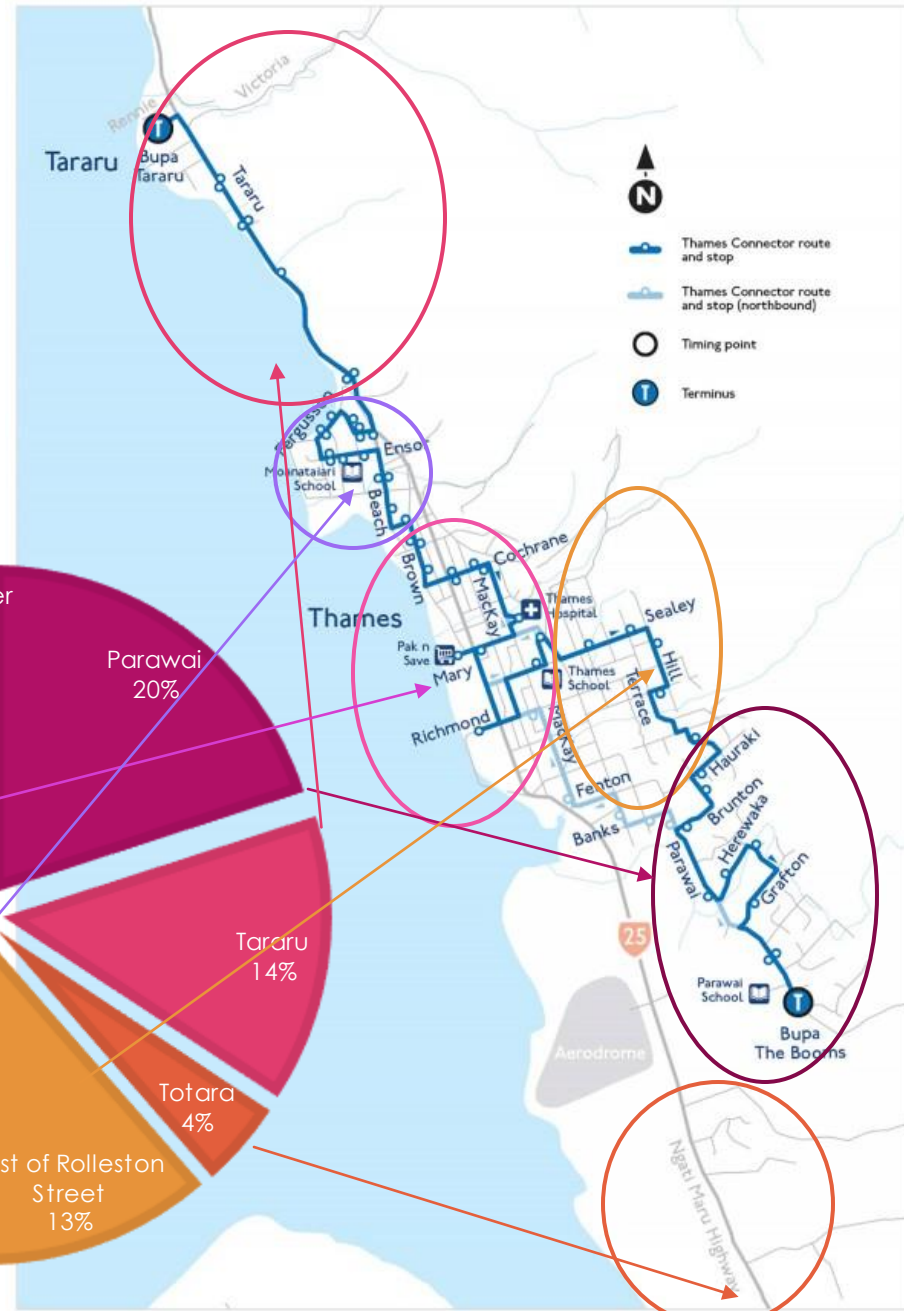 Victoria
Rennie
Tararu
Bupa
Tararu
Tararu
N
Thames Connector route
and stop
Thames Connector route
and stop (northbound)
Timing point
T
Terminus
T
Enso
Moanataiari
School
Beach
Brown
Cochrane
MacKay
Thames
Thames
Hospital
Sealey
Pak n
Save
Mary
Thames
School
Hill
Terrace
Richmond
MacKay
Hauraki
Fenton
Brunton
Banks
Herewaka
Parawai
Grafton
25
Parawai
School
T
Bupa
The Booms
Aerodrome
Ngati Maru Highway
er
Parawai
20%
Tararu
14%
Totara
4%
st of Rolleston
Street
13%